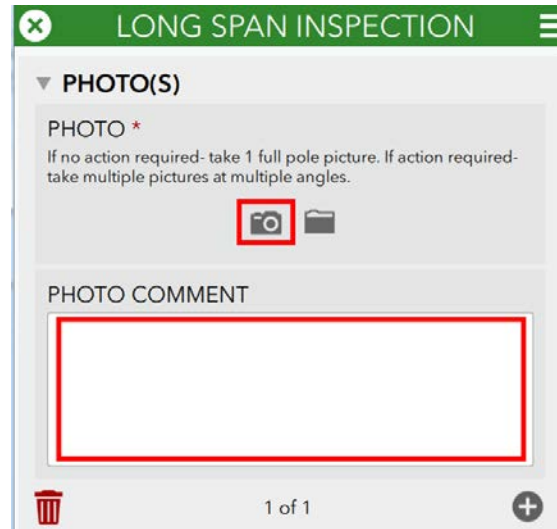 LONG SPAN INSPECTION
PHOTO(S)
PHOTO *
If no action required- take 1 full pole picture. If action required-
take multiple pictures at multiple angles.
PHOTO COMMENT
1 of 1